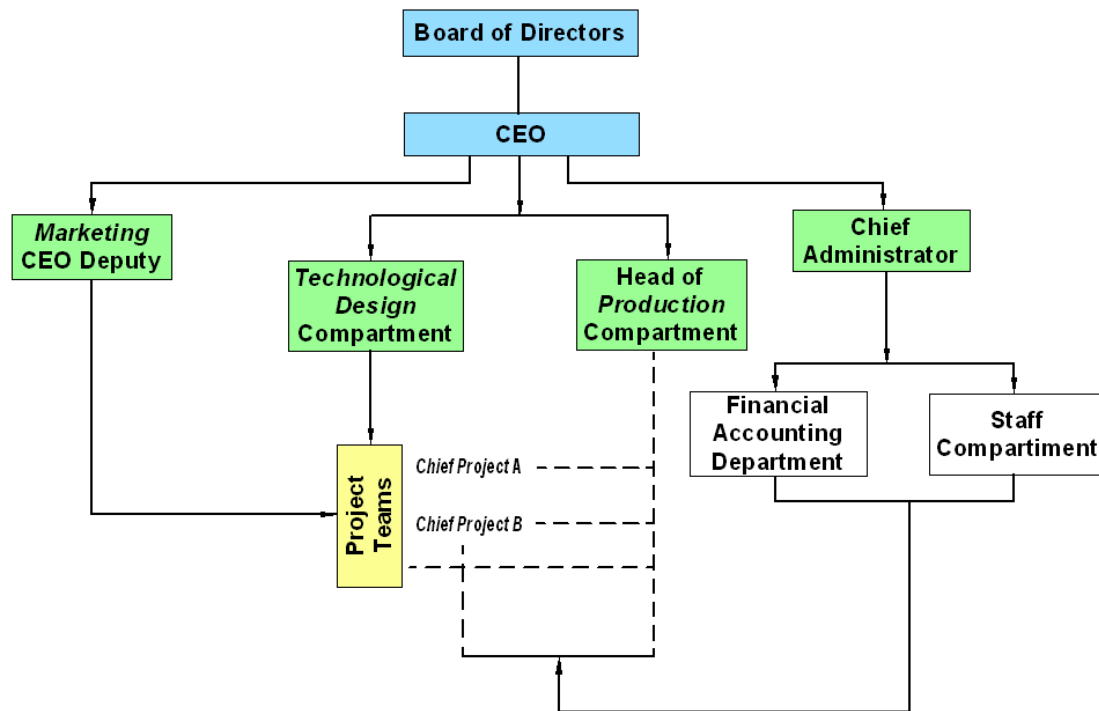 Board of Directors
CEO
Marketing
CEO Deputy
Technological
Design
Compartment
Head of
Production
Compartment
Chief
Administrator
Financial
Accounting
Department
Staff
Compartiment
Project
Teams
Chief Project A
Chief Project B